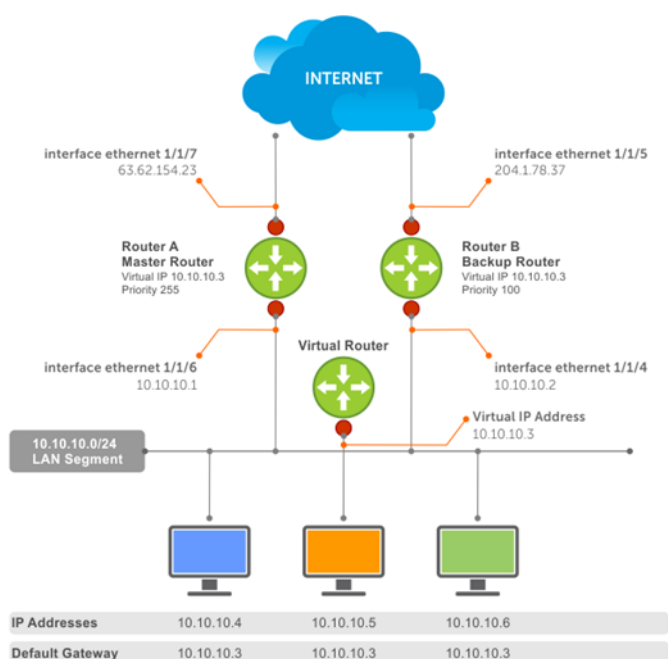 INTERNET
interface ethernet 1/1/7
63.62.154.23
interface ethernet 1/1/5
204.1.78.37
Router A
Master Router
Virtual IP 10.10.10.3
Priority 255
Router B
Backup Router
Virtual IP 10.10.10.3
Priority 100
Virtual Router
interface ethernet 1/1/6
10.10.10.1
interface ethernet 1/1/4
10.10.10.2
Virtual IP Address
10.10.10.3
10.10.10.0/24
LAN Segment
IP Addresses 10.10.10.4 10.10.10.5 10.10.10.6
Default Gateway 10.10.10.3 10.10.10.3 10.10.10.3